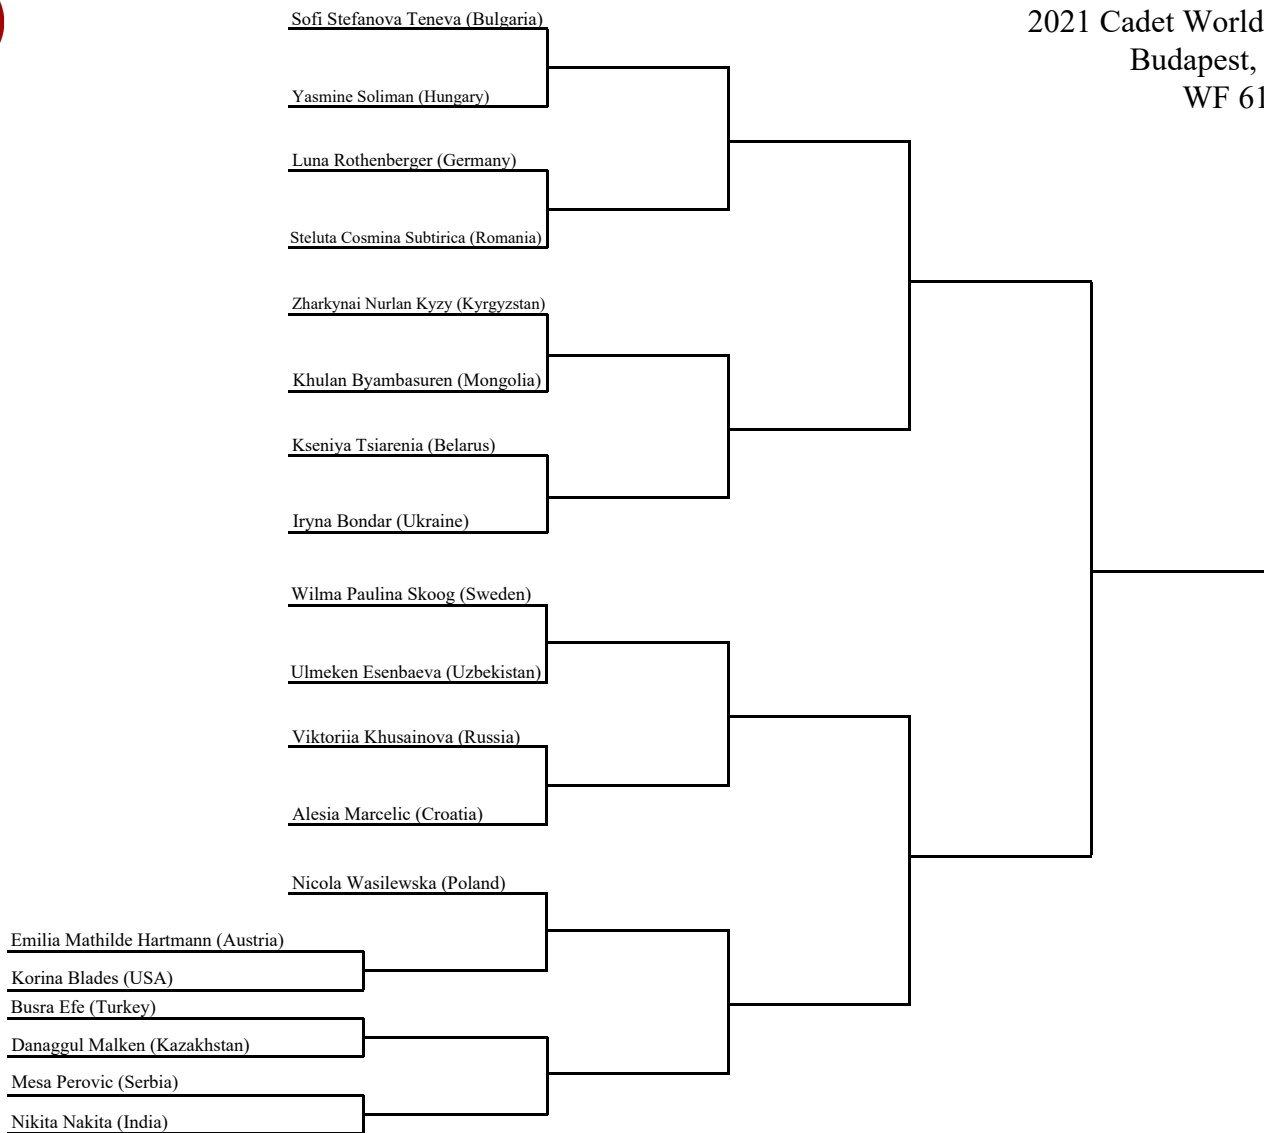 Sofi Stefanova Teneva (Bulgaria)
2021 Cadet World
Budapest,
WF 61
Yasmine Soliman (Hungary)
Luna Rothenberger (Germany)
Steluta Cosmina Subtirica (Romania)
Zharkynai Nurlan Kyzy (Kyrgyzstan)
Khulan Byambasuren (Mongolia)
Kseniya Tsiarenia (Belarus)
Iryna Bondar (Ukraine)
Wilma Paulina Skoog (Sweden)
Ulmeken Esenbaeva (Uzbekistan)
Viktoriia Khusainova (Russia)
Alesia Marcelic (Croatia)
Nicola Wasilewska (Poland)
Emilia Mathilde Hartmann (Austria)
Korina Blades (USA)
Busra Efe (Turkey)
Danaggul Malken (Kazakhstan)
Mesa Perovic (Serbia)
Nikita Nakita (India)